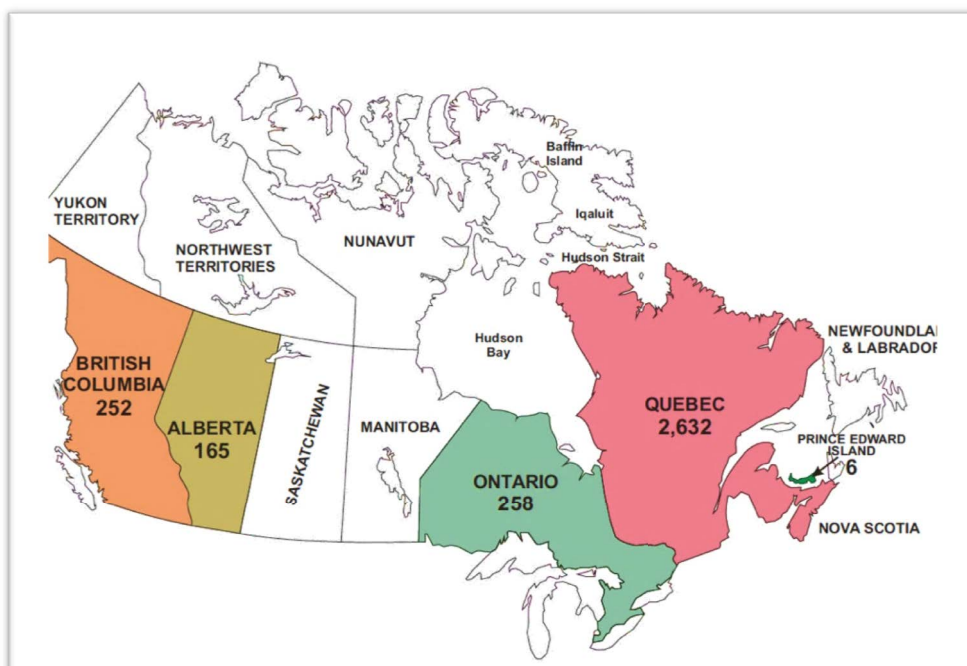 Baffin
Island
YUKON
TERRITORY
Iqaluit
NUNAVUT
NORTHWEST
TERRITORIES
Hudson Strait
Hudson
Bay
NEWFOUNDLA
& LABRADOR
BRITISH
COLUMBIA
252
ALBERTA
165
SASKATCHEWAN
MANITOBA
QUEBEC
2,632
PRINCE EDWARD
ISLAND
6
ONTARIO
258
NOVA SCOTIA